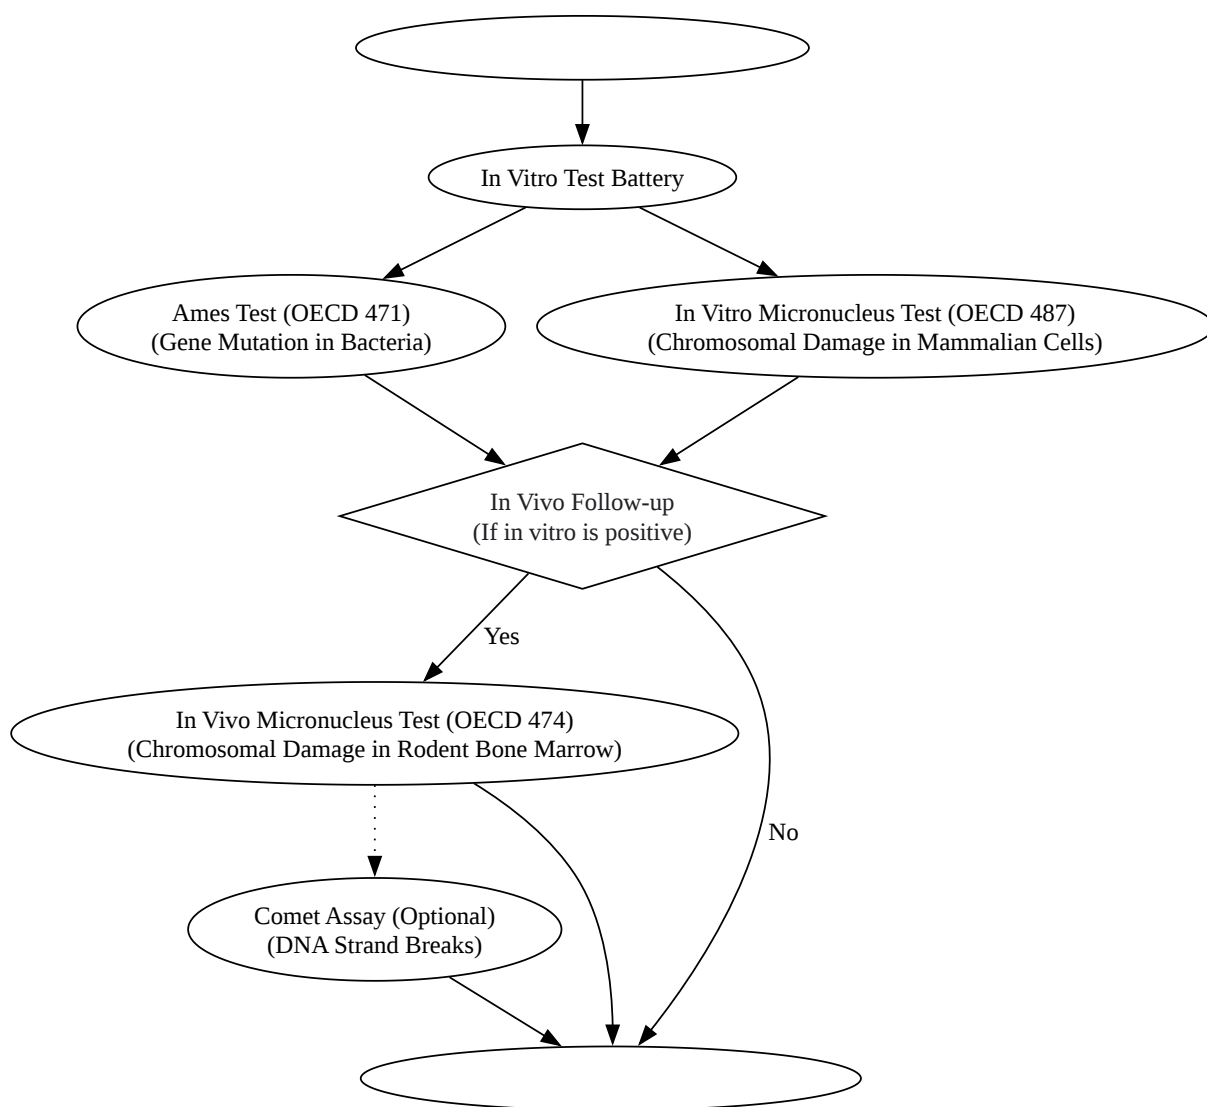 In Vitro Test Battery
Ames Test (OECD 471)
(Gene Mutation in Bacteria)
In Vitro Micronucleus Test (OECD 487)
(Chromosomal Damage in Mammalian Cells)
In Vivo Follow-up
(If in vitro is positive)
Yes
In Vivo Micronucleus Test (OECD 474)
(Chromosomal Damage in Rodent Bone Marrow)
No
Comet Assay (Optional)
(DNA Strand Breaks)